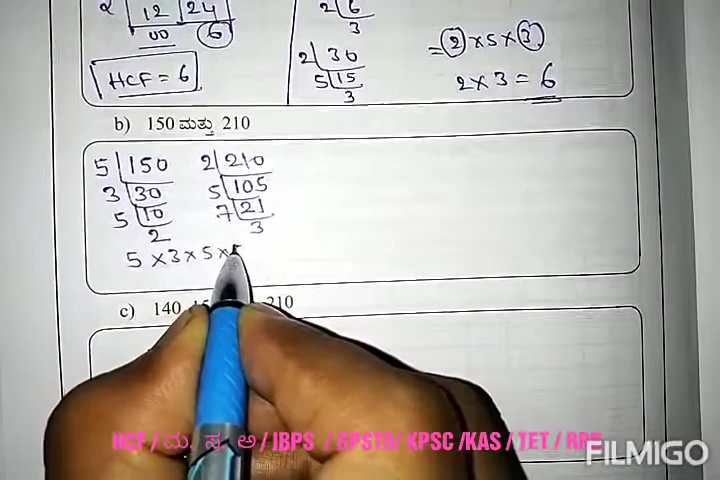 2 | 12 | 24
00 6
HCF = 6
2 6
3
2 30
5 15
3
= 2 × 5 × 3
2 × 3 = 6
b) 150 ಮತ್ತು 210
5 150 2 210
3 30 5 105
5 10 7 21
2 3
5 × 3 × 5 ×
c) 140 210
HCF / ಮ. ಸ. ಅ / IBPS / GPSTR/ KPSC /KAS / TET / RRB
FILMIGO